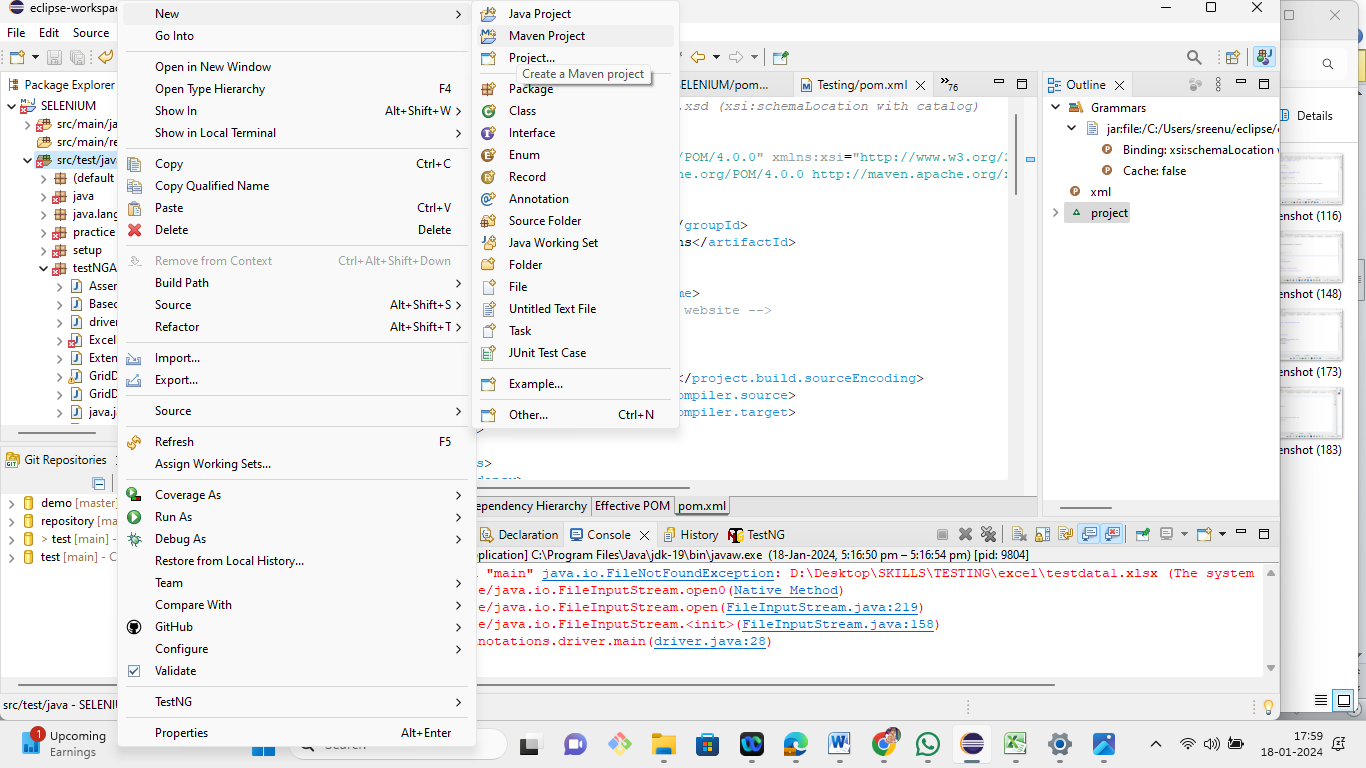 eclipse-workspa
File Edit Source
Package Explorer
SELENIUM
src/main/ja
src/main/re
src/test/java
(default
java
java.lang
practice
setup
testNGA
Asser
Basec
driver
Excel
Exten
GridD
GridD
java.j
Git Repositories
demo [master]
repository [ma
> test [main] -
test [main] - C
src/test/java - SELENIU
New
Go Into
Open in New Window
Open Type Hierarchy F4
Show In Alt+Shift+W >
Show in Local Terminal
Copy Ctrl+C
Copy Qualified Name
Paste Ctrl+V
Delete Delete
Remove from Context Ctrl+Alt+Shift+Down
Build Path
Source Alt+Shift+S >
Refactor Alt+Shift+T >
Import...
Export...
Source
Refresh F5
Assign Working Sets...
Coverage As
Run As
Debug As
Restore from Local History...
Team
Compare With
GitHub
Configure
Validate
TestNG
Properties Alt+Enter
Java Project
Maven Project
Project...
Create a Maven project
Package
Class
Interface
Enum
Record
Annotation
Source Folder
Java Working Set
Folder
File
Untitled Text File
Task
JUnit Test Case
Example...
Other... Ctrl+N
SELENIUM/pom... Testing/pom.xml »76
.xsd (xsi:schemaLocation with catalog)
/POM/4.0.0" xmlns:xsi="http://www.w3.org/2
he.org/POM/4.0.0 http://maven.apache.org/
/groupId>
ns</artifactId>
me>
website -->
</project.build.sourceEncoding>
ompiler.source>
ompiler.target>
>
s>
ependency Hierarchy Effective POM pom.xml
Outline
Grammars
jar:file:/C:/Users/sreenu/eclipse/
Binding: xsi:schemaLocation w
Cache: false
xml
project
Declaration Console History TestNG
pplication] C:\Program Files\Java\jdk-19\bin\javaw.exe (18-Jan-2024, 5:16:50 pm – 5:16:54 pm) [pid: 9804]
"main" java.io.FileNotFoundException: D:\Desktop\SKILLS\TESTING\excel\testdata1.xlsx (The system
e/java.io.FileInputStream.open0(Native Method)
e/java.io.FileInputStream.open(FileInputStream.java:219)
e/java.io.FileInputStream.<init>(FileInputStream.java:158)
notations.driver.main(driver.java:28)
Details
enshot (116)
enshot (148)
enshot (173)
enshot (183)
1
Upcoming
Earnings
Search
17:59
18-01-2024